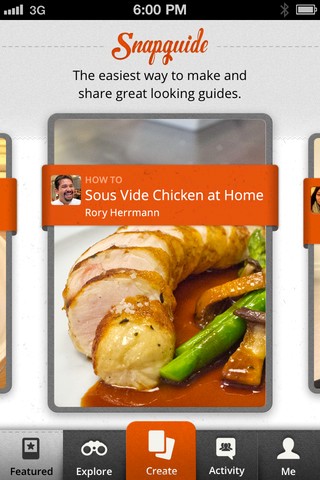 3G 6:00 PM
Snapguide
The easiest way to make and
share great looking guides.
HOW TO
Sous Vide Chicken at Home
Rory Herrmann
Featured Explore Create Activity Me